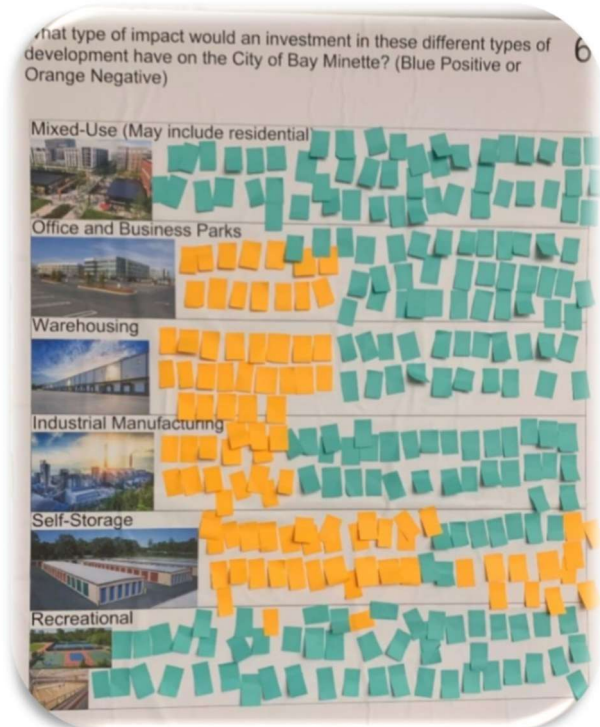 hat type of impact would an investment in these different types of
development have on the City of Bay Minette? (Blue Positive or
Orange Negative)
6
Mixed-Use (May include residential)
Office and Business Parks
Warehousing
Industrial Manufacturing
Self-Storage
Recreational